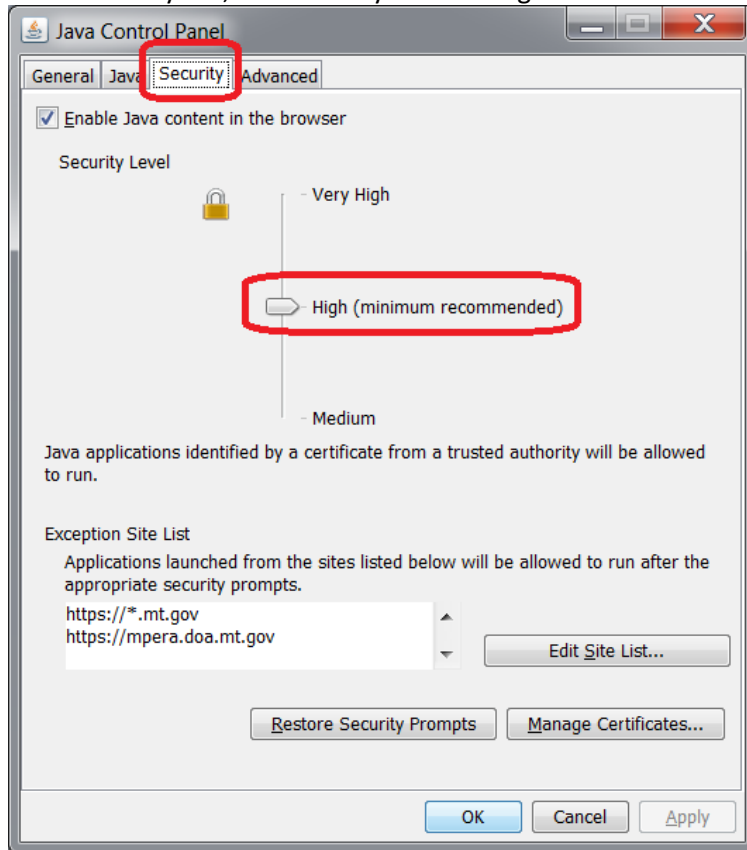 Java Control Panel
General Java Security Advanced
Enable Java content in the browser
Security Level
- Very High
- High (minimum recommended)
- Medium
Java applications identified by a certificate from a trusted authority will be allowed
to run.
Exception Site List
Applications launched from the sites listed below will be allowed to run after the
appropriate security prompts.
https://*.mt.gov
https://mpera.doa.mt.gov
Edit Site List...
Restore Security Prompts Manage Certificates...
OK Cancel Apply